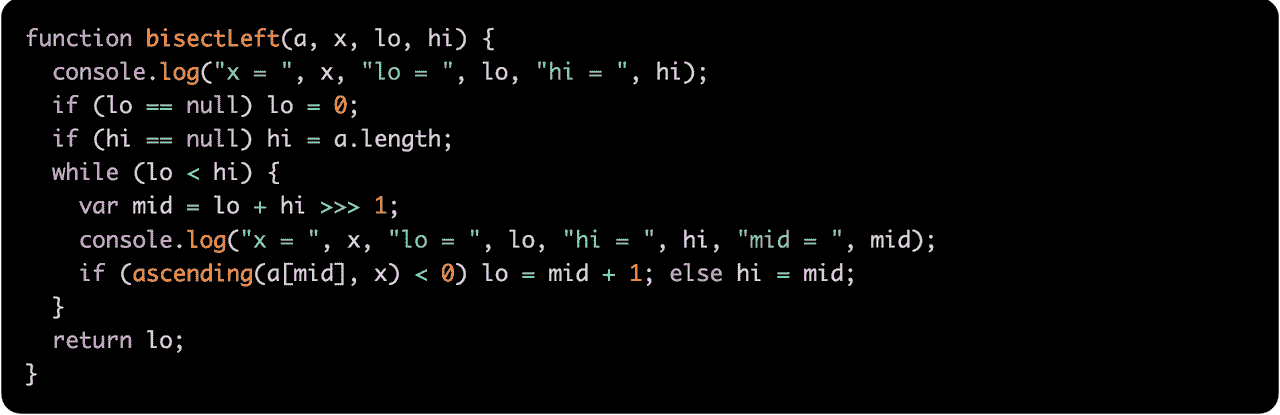 function bisectLeft(a, x, lo, hi) {
  console.log("x = ", x, "lo = ", lo, "hi = ", hi);
  if (lo == null) lo = 0;
  if (hi == null) hi = a.length;
  while (lo < hi) {
    var mid = lo + hi >>> 1;
    console.log("x = ", x, "lo = ", lo, "hi = ", hi, "mid = ", mid);
    if (ascending(a[mid], x) < 0) lo = mid + 1; else hi = mid;
  }
  return lo;
}